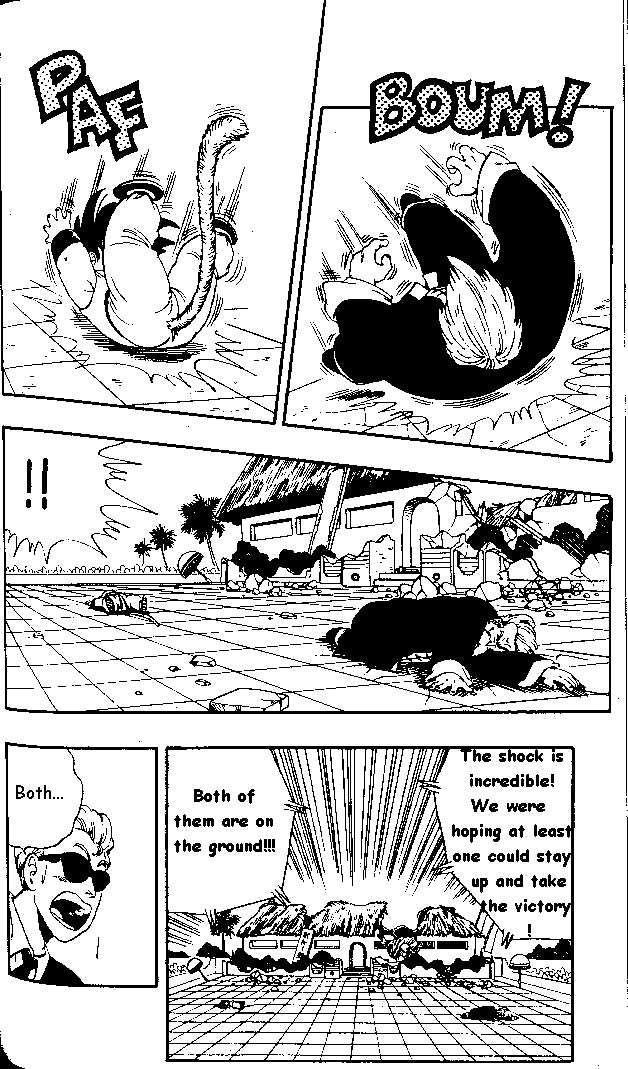 BOUM!
PAF
!!
The shock is
incredible!
We were
hoping at least
one could stay
up and take
the victory
!
Both of
them are on
the ground!!!
Both...